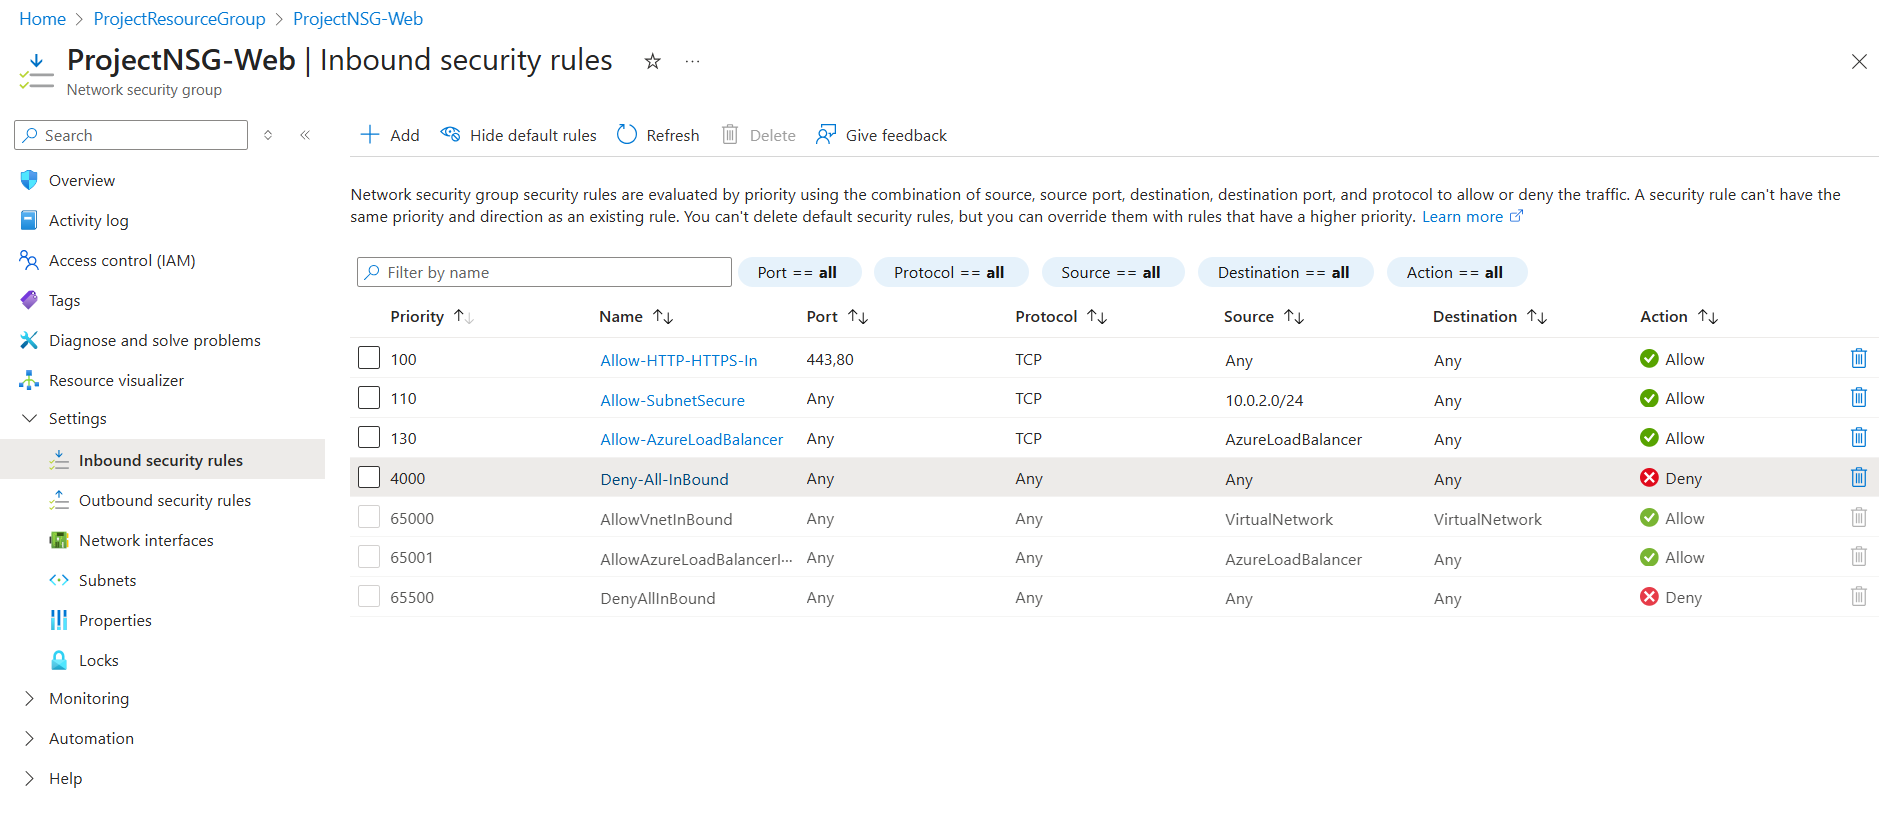 Home > ProjectResourceGroup > ProjectNSG-Web
ProjectNSG-Web | Inbound security rules
Network security group
Search
Overview
Activity log
Access control (IAM)
Tags
Diagnose and solve problems
Resource visualizer
Settings
Inbound security rules
Outbound security rules
Network interfaces
Subnets
Properties
Locks
Monitoring
Automation
Help
Add Hide default rules Refresh Delete Give feedback
Network security group security rules are evaluated by priority using the combination of source, source port, destination, destination port, and protocol to allow or deny the traffic. A security rule can't have the
same priority and direction as an existing rule. You can't delete default security rules, but you can override them with rules that have a higher priority. Learn more
Filter by name Port == all Protocol == all Source == all Destination == all Action == all
Priority Name Port Protocol Source Destination Action
100 Allow-HTTP-HTTPS-In 443,80 TCP Any Any Allow
110 Allow-SubnetSecure Any TCP 10.0.2.0/24 Any Allow
130 Allow-AzureLoadBalancer Any TCP AzureLoadBalancer Any Allow
4000 Deny-All-InBound Any Any Any Any Deny
65000 AllowVnetInBound Any Any VirtualNetwork VirtualNetwork Allow
65001 AllowAzureLoadBalancerI... Any Any AzureLoadBalancer Any Allow
65500 DenyAllInBound Any Any Any Any Deny